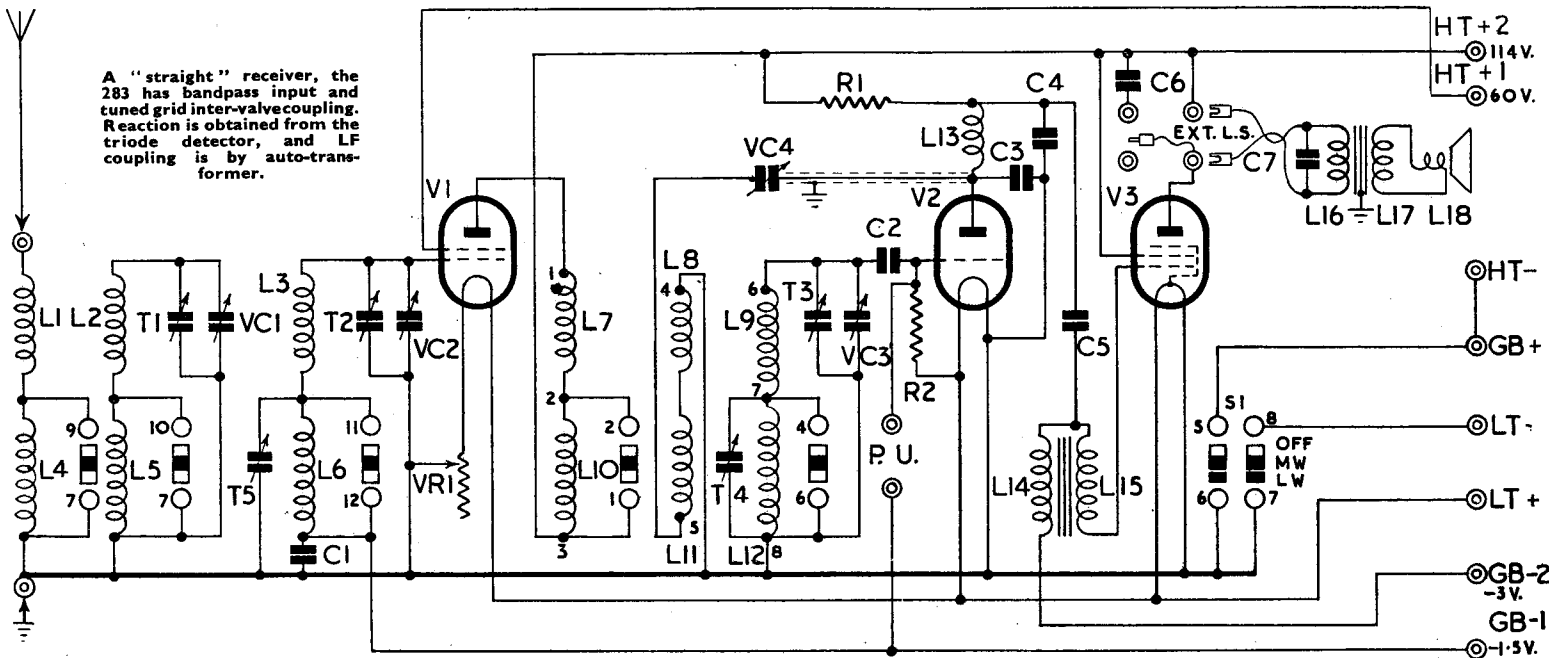 A "straight" receiver, the
283 has bandpass input and
tuned grid inter-valvecoupling.
Reaction is obtained from the
triode detector, and LF
coupling is by auto-trans-
former.
HT+2
114V.
HT+1
60V.
R1
C4
C6
L13
VC4
C3
EXT. L.S.
C7
V1
V2
V3
L16
L17
L18
C2
L3
1
L8
4
6
HT-
L1
L2
T1
VC1
T2
VC2
L7
L9
T3
VC3
C5
GB+
R2
2
7
S1
9
10
11
2
4
5
8
LT-
L4
L5
T5
L6
VR1
L10
T4
P. U.
OFF
MW
LW
L14
L15
7
7
12
1
5
6
6
7
LT+
C1
3
L11
L12
8
GB-2
-3V.
GB-1
-1·5V.